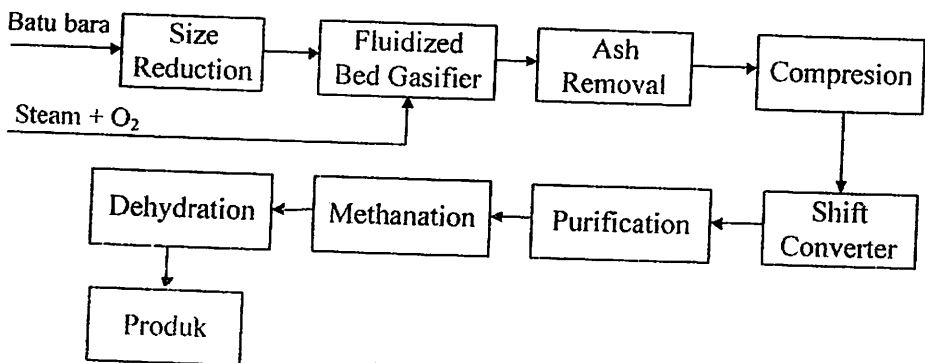 Batu bara
Size
Reduction
Fluidized
Bed Gasifier
Ash
Removal
Compresion
Steam + O₂
Dehydration
Methanation
Purification
Shift
Converter
Produk